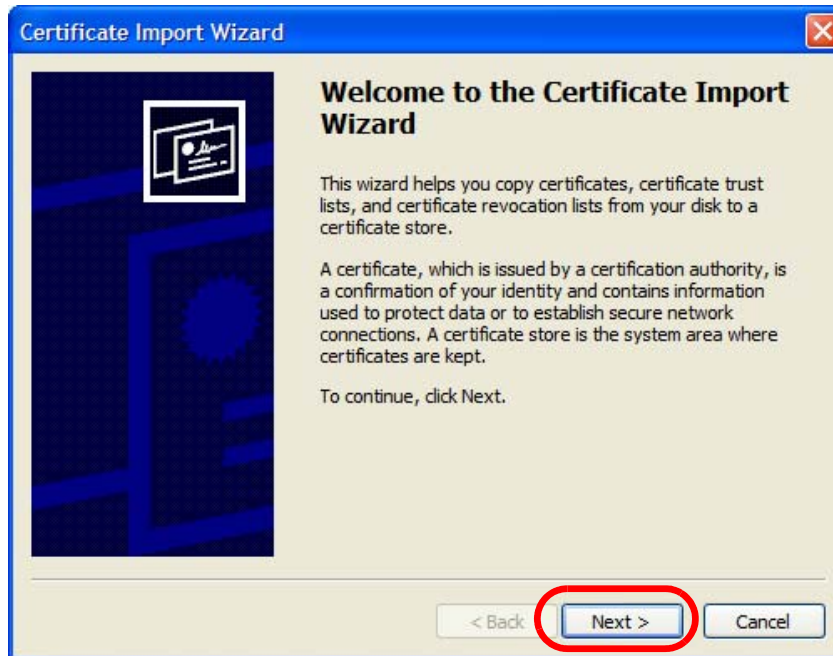 Certificate Import Wizard
Welcome to the Certificate Import
Wizard
This wizard helps you copy certificates, certificate trust
lists, and certificate revocation lists from your disk to a
certificate store.
A certificate, which is issued by a certification authority, is
a confirmation of your identity and contains information
used to protect data or to establish secure network
connections. A certificate store is the system area where
certificates are kept.
To continue, click Next.
< Back
Next >
Cancel